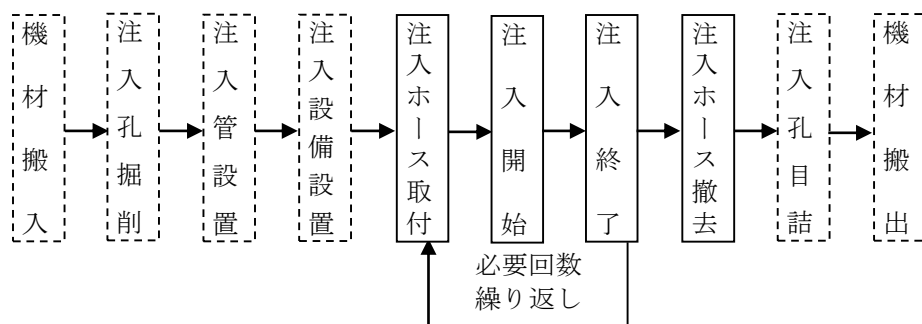 機材搬入
注入孔掘削
注入管設置
注入設備設置
注入ホース取付
注入開始
注入終了
注入ホース撤去
注入孔目詰
機材搬出
必要回数
繰り返し